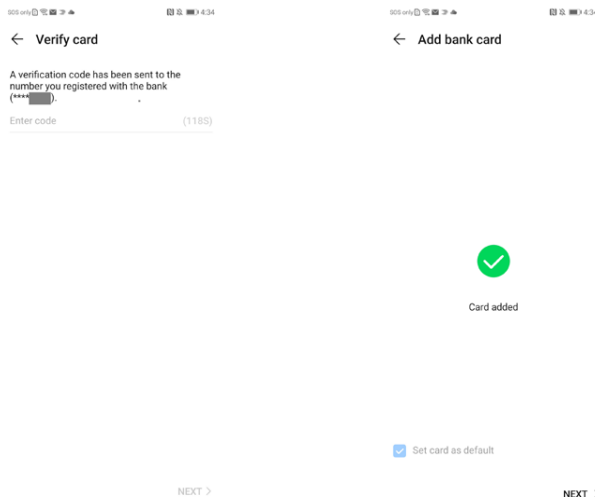 SOS only 4:34
Verify card
A verification code has been sent to the
number you registered with the bank
(**** ).
Enter code (118S)
NEXT
SOS only 4:34
Add bank card
Card added
Set card as default
NEXT